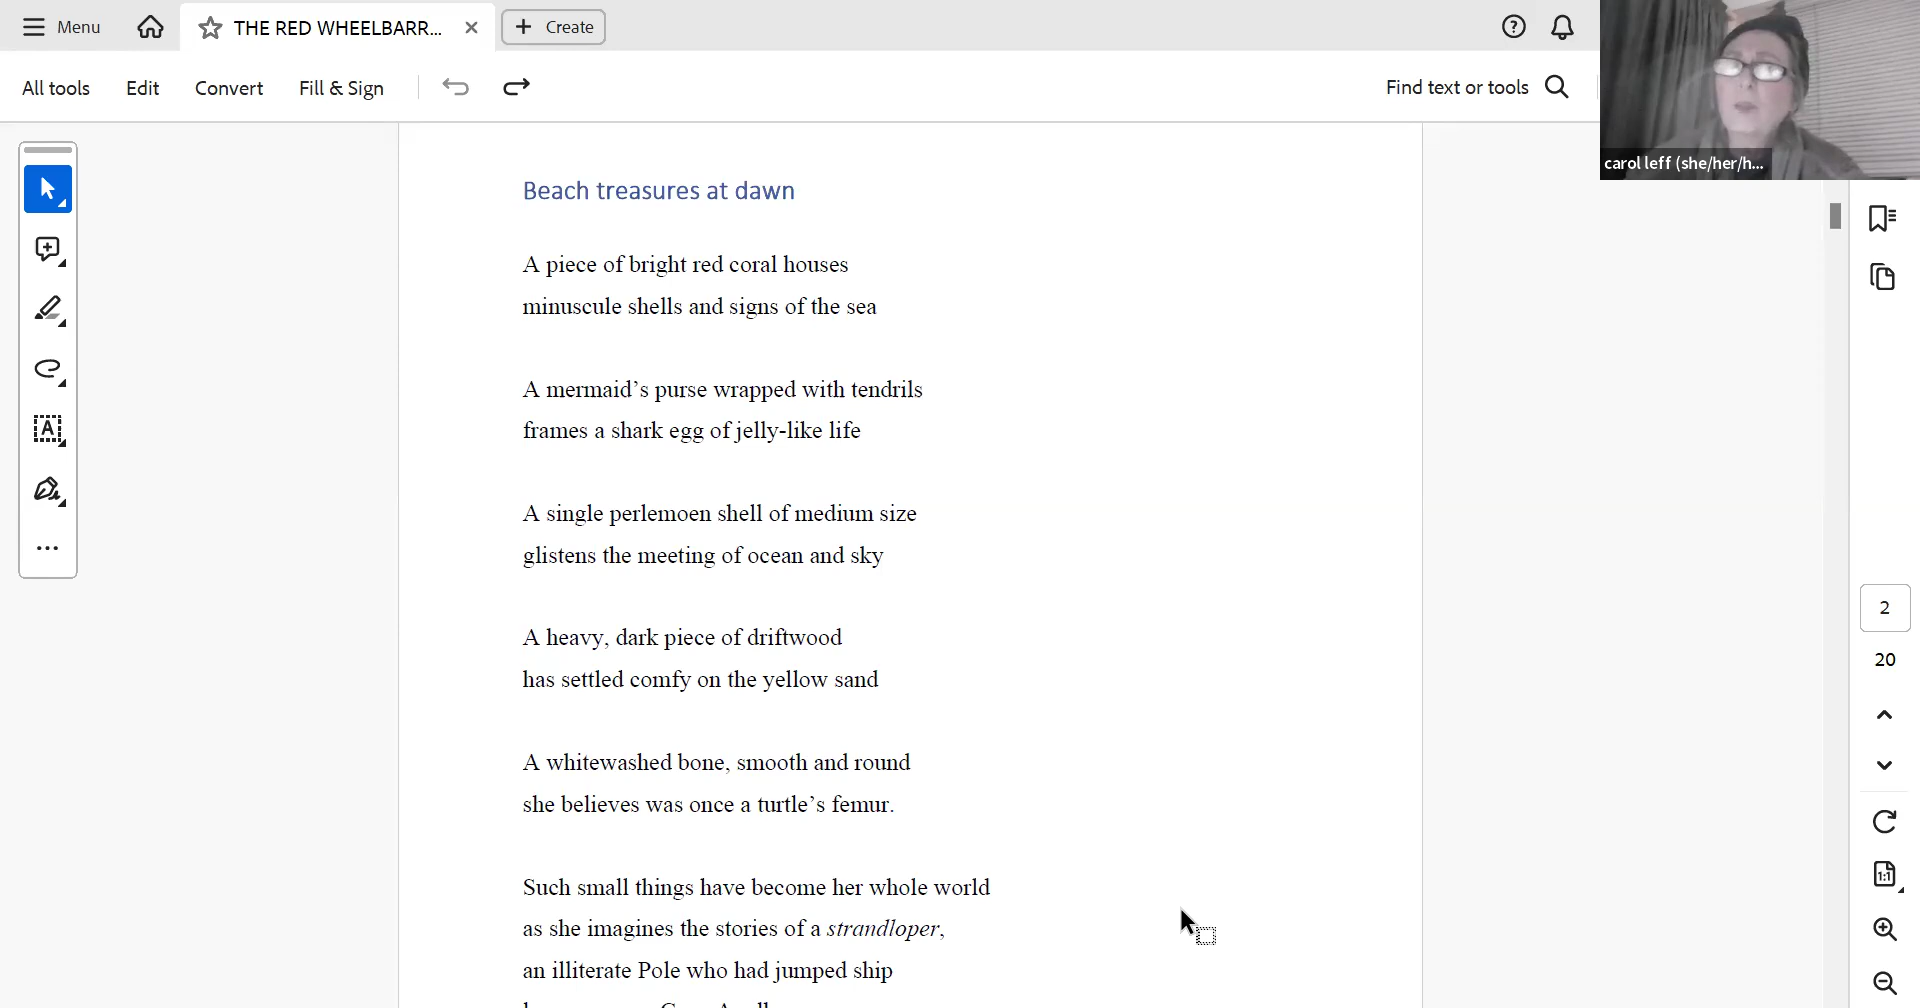 Menu
THE RED WHEELBARR...
Create
All tools
Edit
Convert
Fill & Sign
Find text or tools
carol leff (she/her/h...
Beach treasures at dawn
A piece of bright red coral houses
minuscule shells and signs of the sea
A mermaid’s purse wrapped with tendrils
frames a shark egg of jelly-like life
A single perlemoen shell of medium size
glistens the meeting of ocean and sky
A heavy, dark piece of driftwood
has settled comfy on the yellow sand
A whitewashed bone, smooth and round
she believes was once a turtle’s femur.
Such small things have become her whole world
as she imagines the stories of a strandloper,
an illiterate Pole who had jumped ship
2
20
1:1